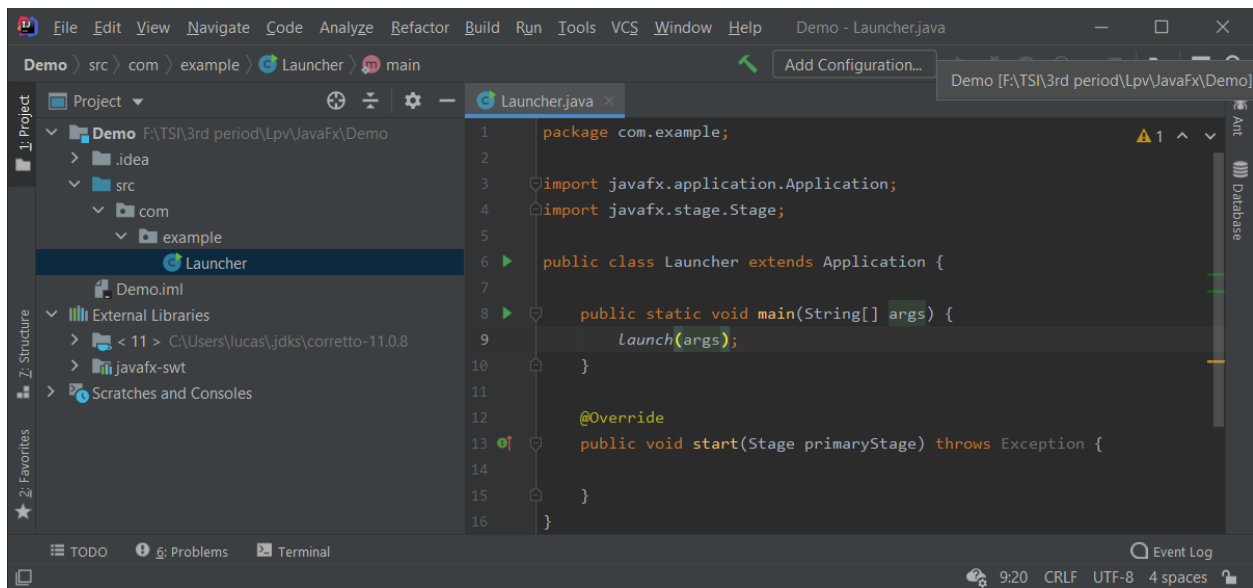 File Edit View Navigate Code Analyze Refactor Build Run Tools VCS Window Help Demo - Launcher.java
Demo src com example Launcher main Add Configuration...
Demo [F:\TSI\3rd period\Lpv\JavaFx\Demo]
1: Project
Project
Demo F:\TSI\3rd period\Lpv\JavaFx\Demo
.idea
src
com
example
Launcher
Demo.iml
External Libraries
< 11 > C:\Users\lucas\.jdks\corretto-11.0.8
javafx-swt
Scratches and Consoles
Z: Structure
2: Favorites
Launcher.java
1 package com.example;
2
3 import javafx.application.Application;
4 import javafx.stage.Stage;
5
6 public class Launcher extends Application {
7
8 public static void main(String[] args) {
9 launch(args);
10 }
11
12 @Override
13 public void start(Stage primaryStage) throws Exception {
14
15 }
16 }
1
Ant
Database
TODO 6: Problems Terminal Event Log
9:20 CRLF UTF-8 4 spaces